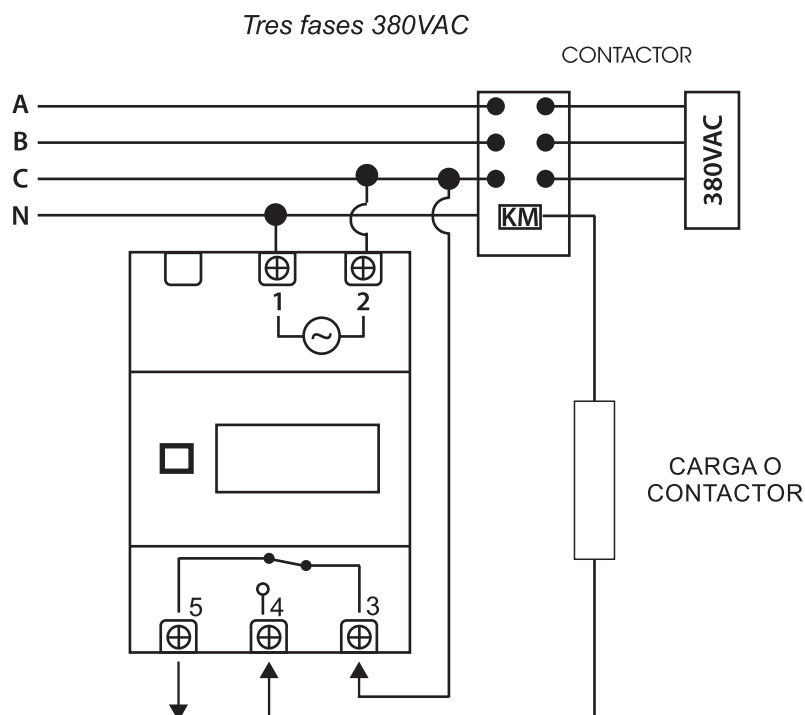 Tres fases 380VAC
CONTACTOR
A
B
C
N
KM
380VAC
1
2
~
CARGA O
CONTACTOR
5
4
3